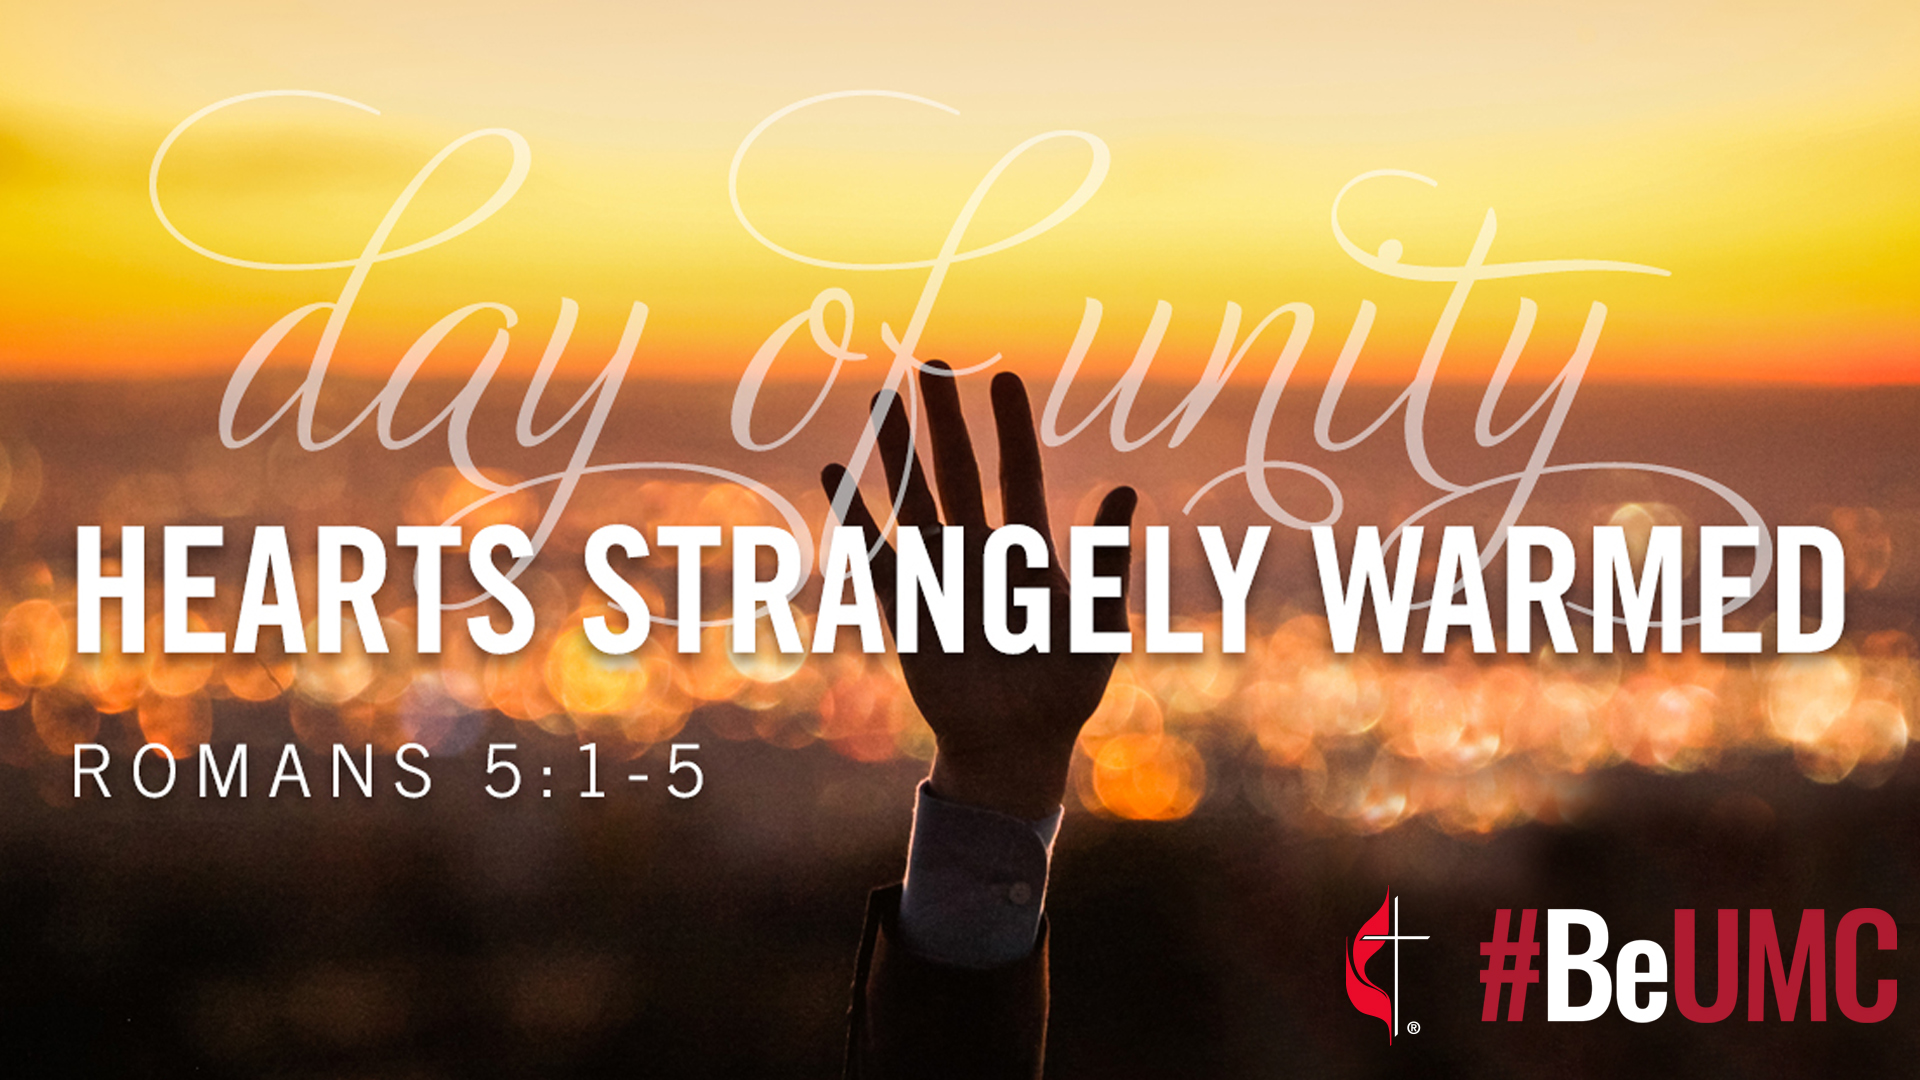 day of unity
HEARTS STRANGELY WARMED
ROMANS 5:1-5
#BeUMC
®